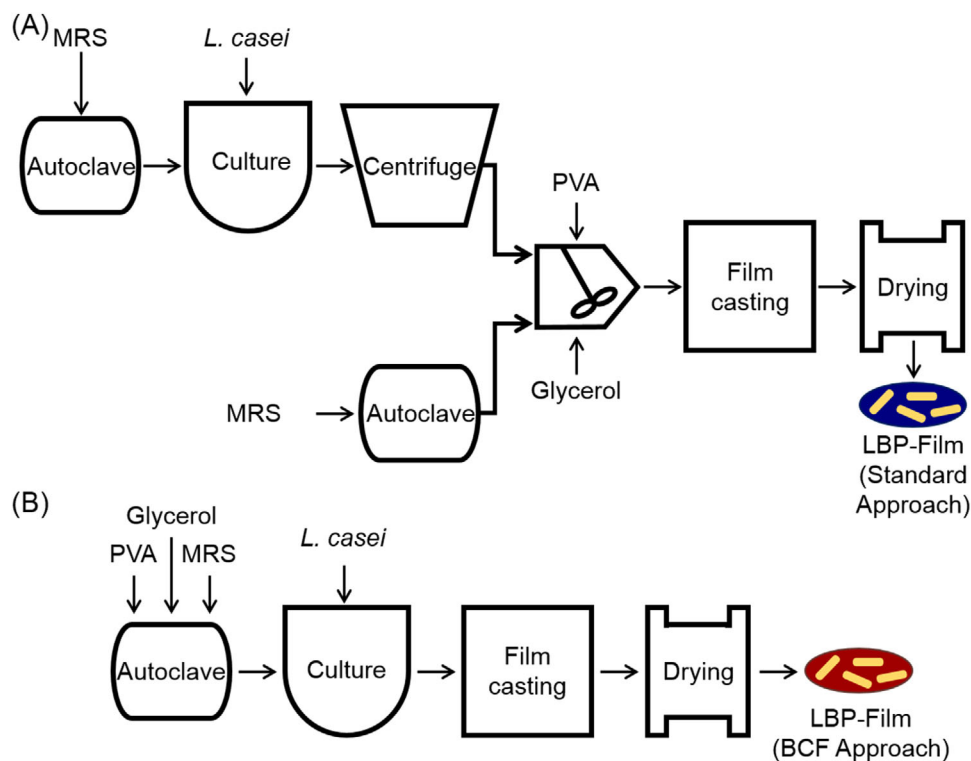 (A)
MRS
L. casei
Autoclave
Culture
Centrifuge
PVA
Film
casting
Drying
Glycerol
MRS
Autoclave
LBP-Film
(Standard
Approach)
(B)
Glycerol
PVA
MRS
L. casei
Autoclave
Culture
Film
casting
Drying
LBP-Film
(BCF Approach)